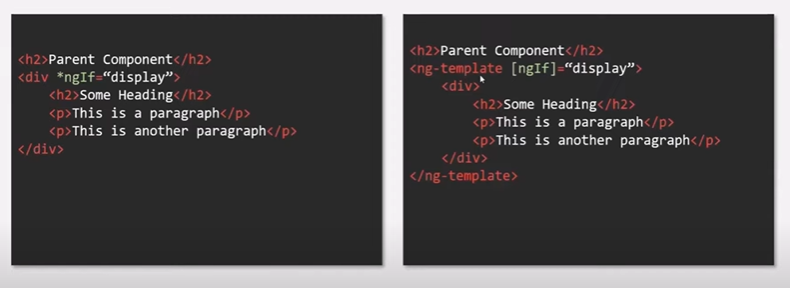 <h2>Parent Component</h2>
<div *ngIf=“display”>
<h2>Some Heading</h2>
<p>This is a paragraph</p>
<p>This is another paragraph</p>
</div>
<h2>Parent Component</h2>
<ng-template [ngIf]=“display”>
<div>
<h2>Some Heading</h2>
<p>This is a paragraph</p>
<p>This is another paragraph</p>
</div>
</ng-template>